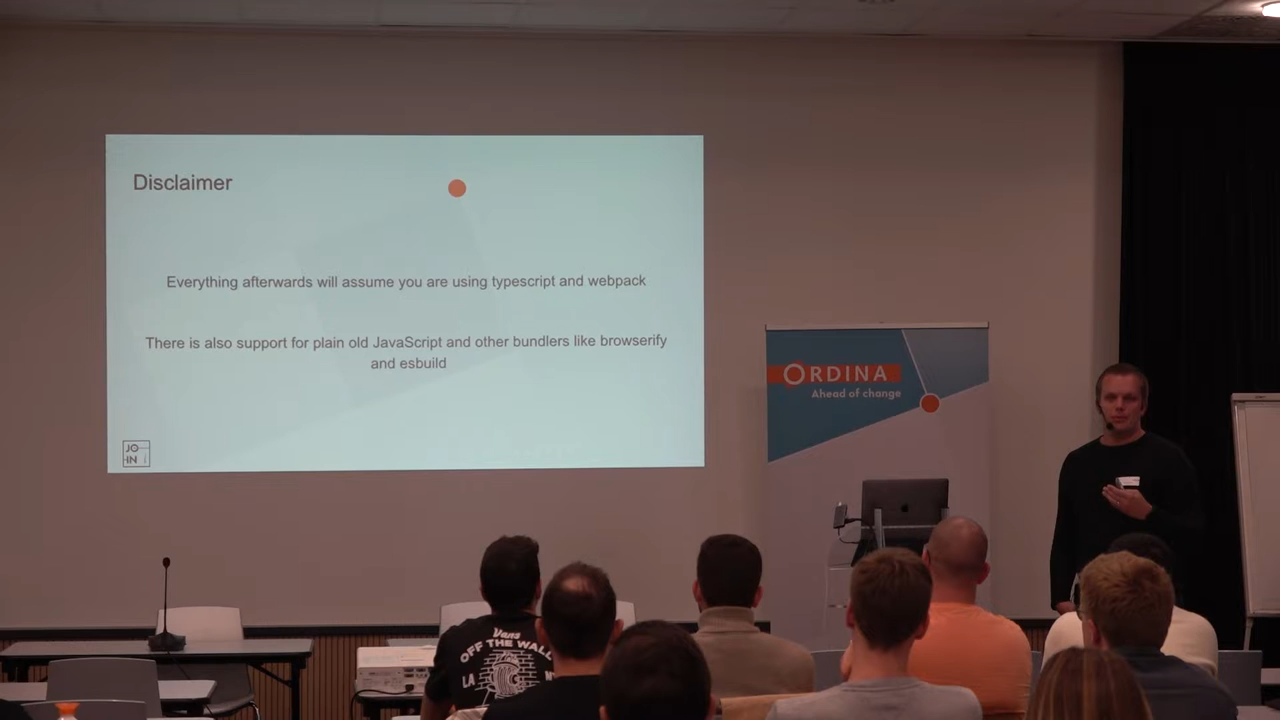 Disclaimer
Everything afterwards will assume you are using typescript and webpack
There is also support for plain old JavaScript and other bundlers like browserify
and esbuild
JO
IN
ORDINA
Ahead of change
Vans
OFF THE WALL
LA